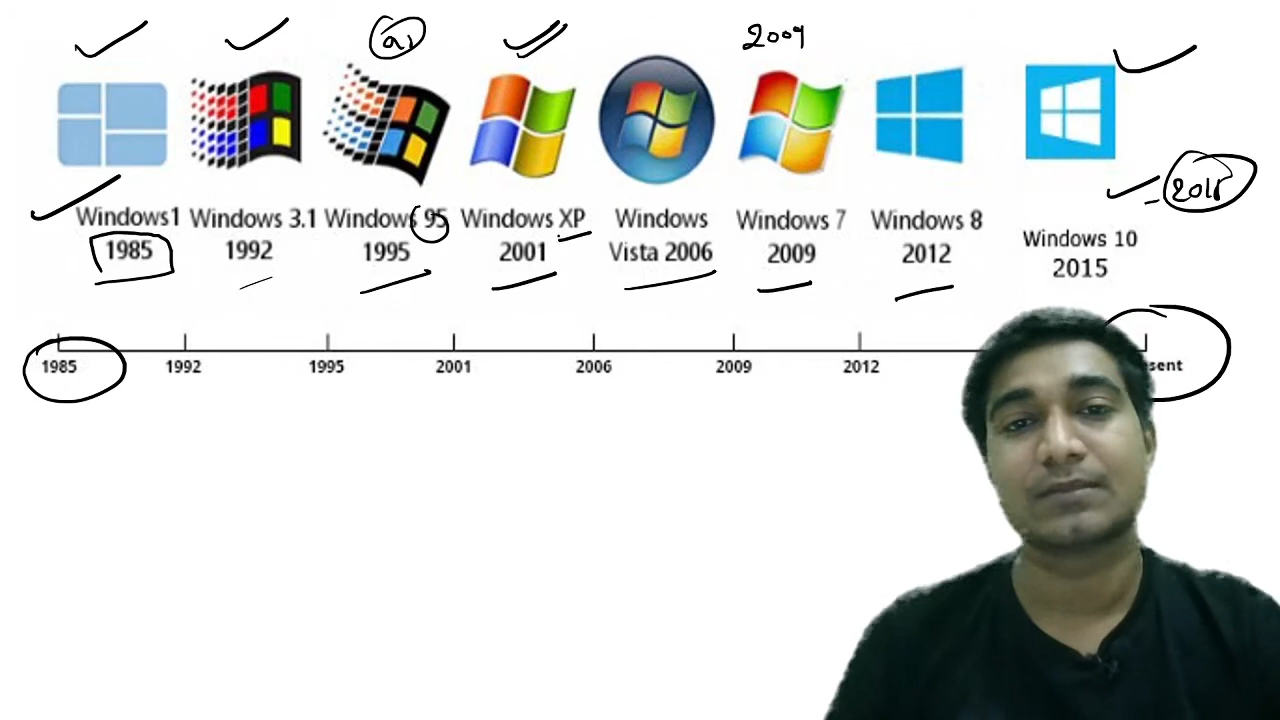 2009
Windows1 Windows 3.1 Windows 95 Windows XP Windows Windows 7 Windows 8
1985 1992 1995 2001 Vista 2006 2009 2012
Windows 10
2015
1985 1992 1995 2001 2006 2009 2012